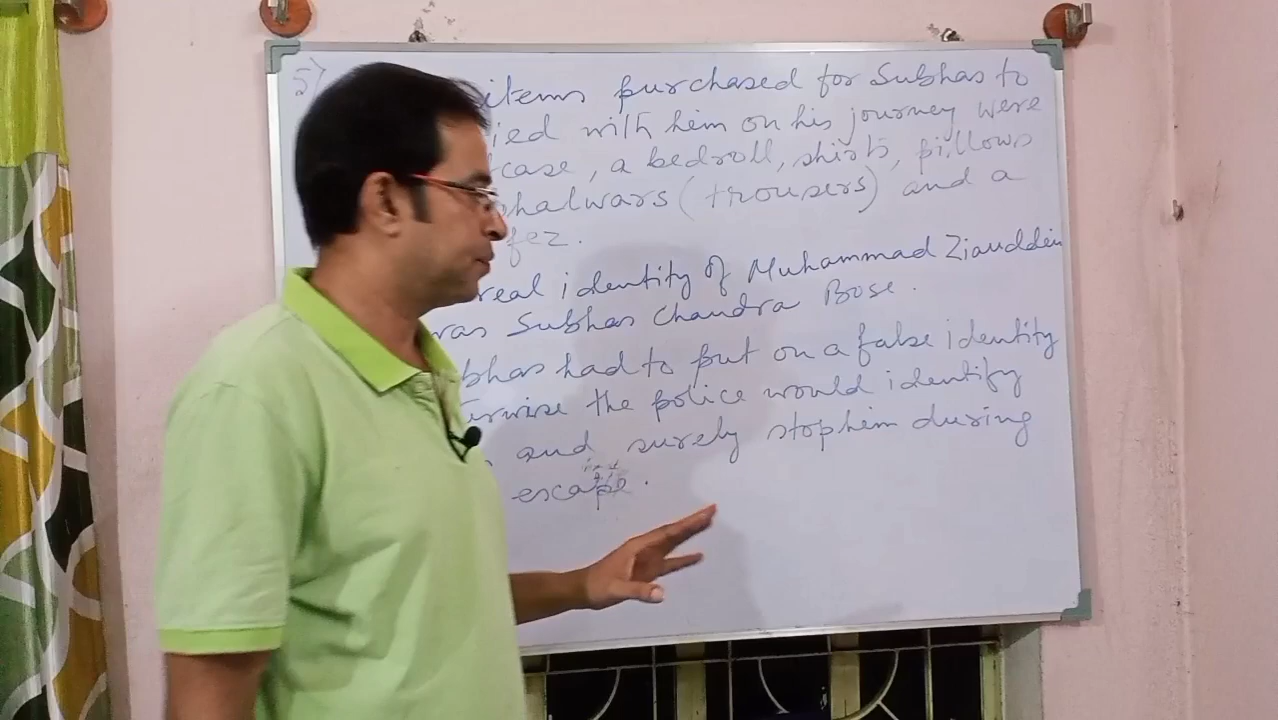 5) items purchased for Subhas to
ied with him on his journey were
case, a bedroll, shirts, pillows
shalwars (trousers) and a
fez.
real identity of Muhammad Ziauddin
was Subhas Chandra Bose.
bhas had to put on a false identity
erwise the police would identify
and surely stop him during
escape.